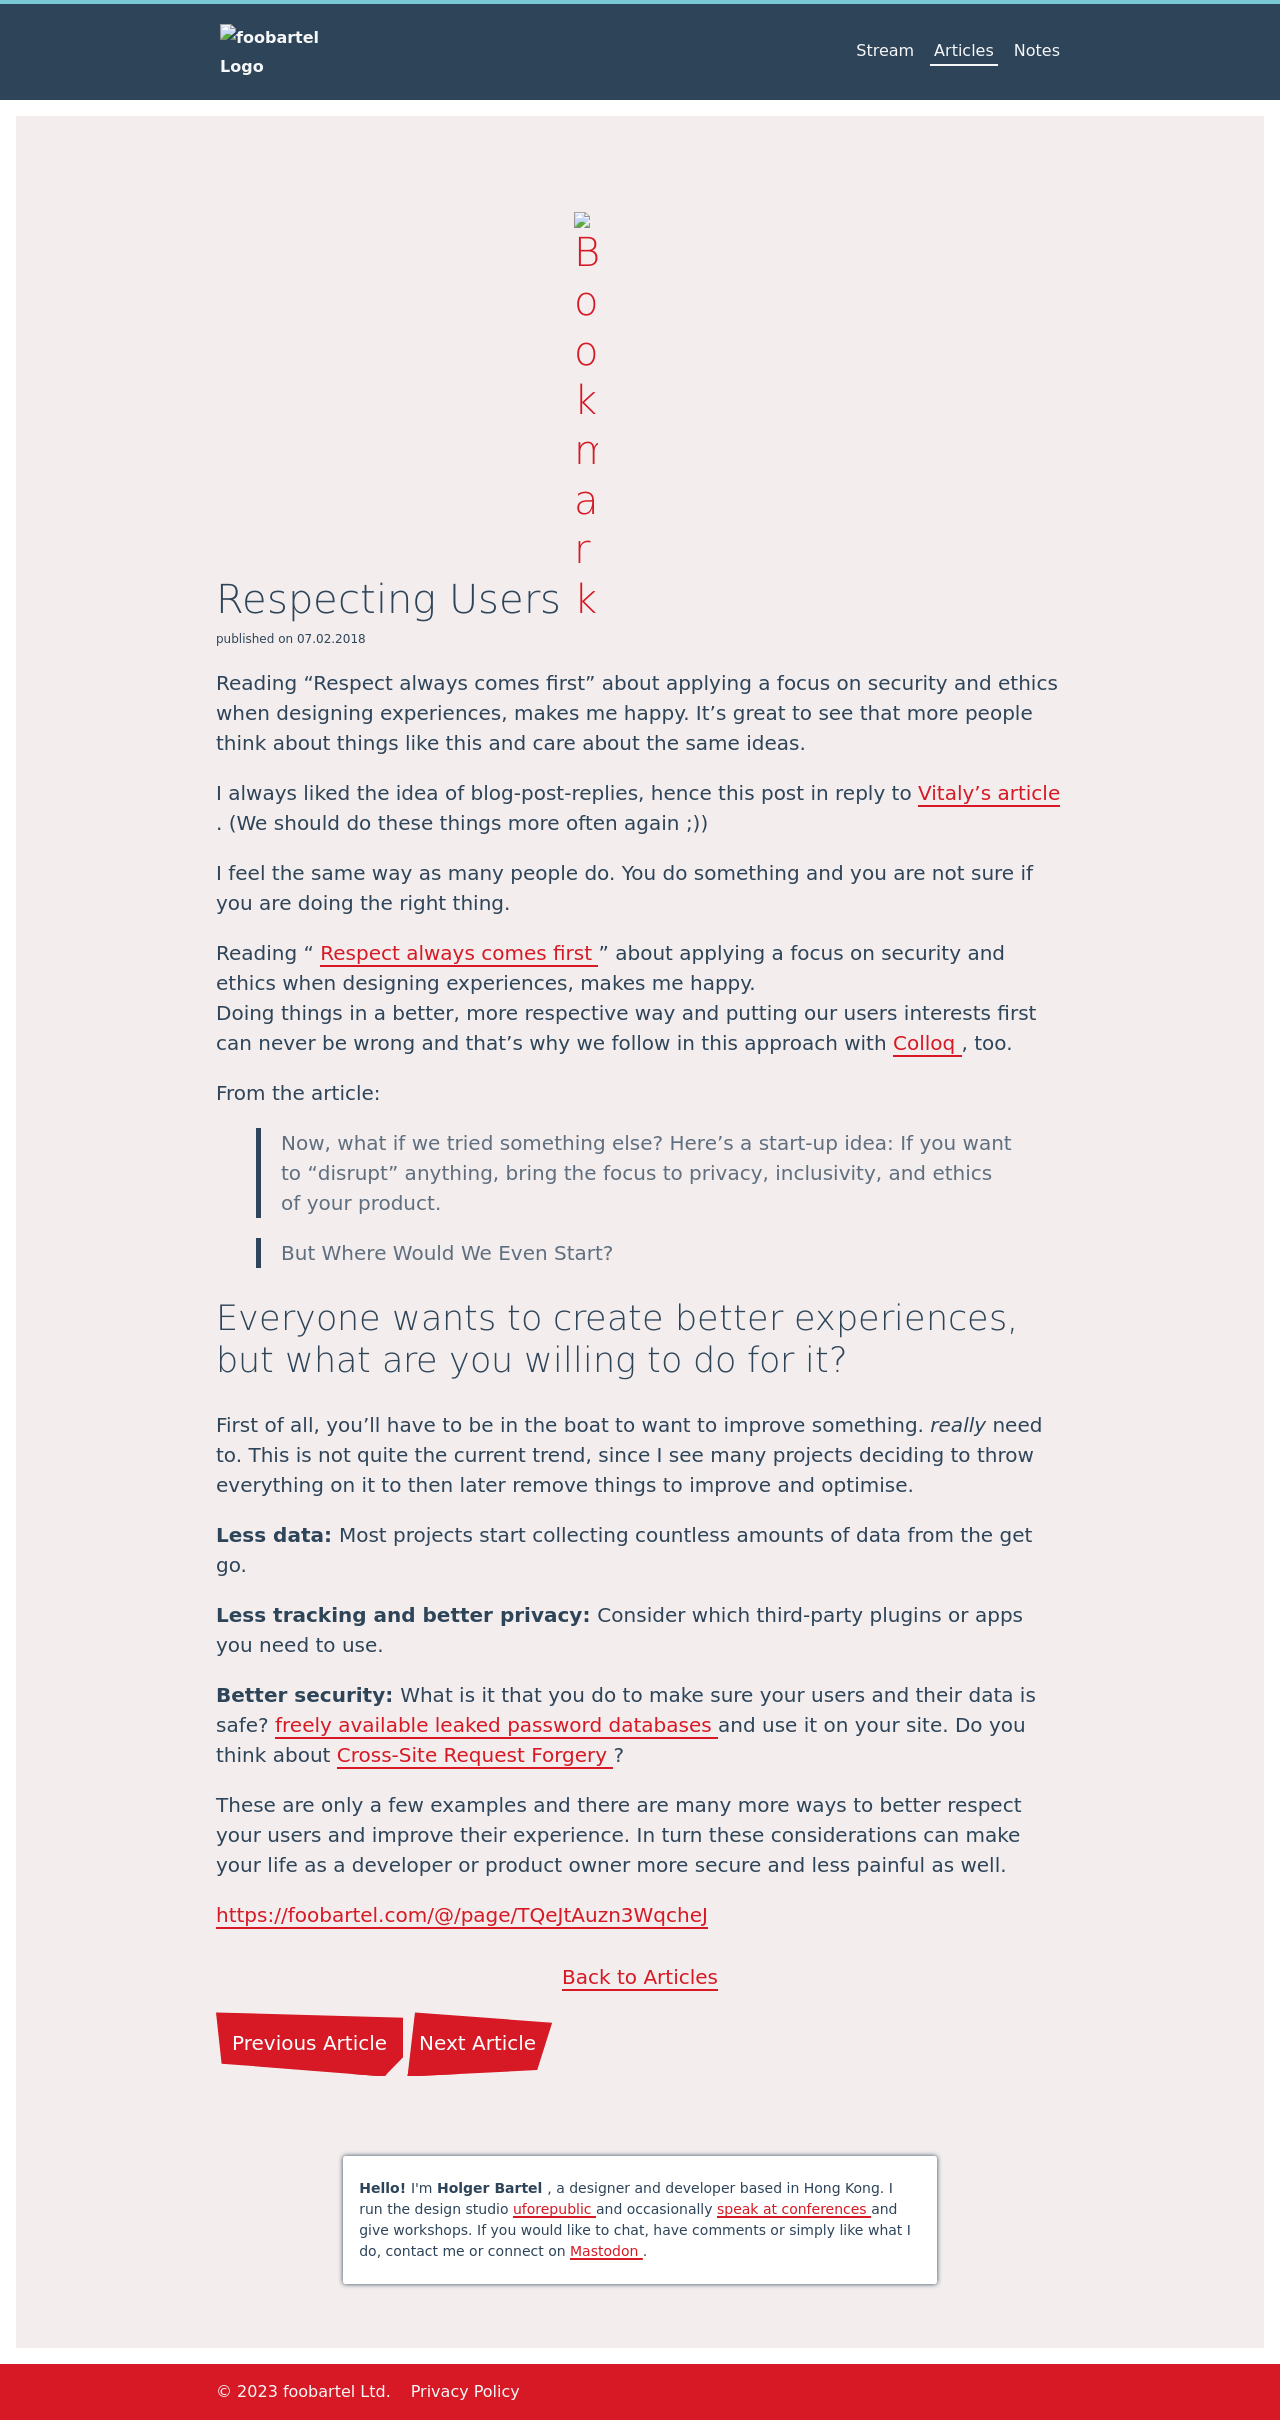 foobartel
Logo
Stream Articles Notes
B
o
o
k
m
a
r
Respecting Users k
published on 07.02.2018
Reading “Respect always comes first” about applying a focus on security and ethics
when designing experiences, makes me happy. It’s great to see that more people
think about things like this and care about the same ideas.
I always liked the idea of blog-post-replies, hence this post in reply to Vitaly’s article
. (We should do these things more often again ;))
I feel the same way as many people do. You do something and you are not sure if
you are doing the right thing.
Reading “ Respect always comes first ” about applying a focus on security and
ethics when designing experiences, makes me happy.
Doing things in a better, more respective way and putting our users interests first
can never be wrong and that’s why we follow in this approach with Colloq , too.
From the article:
Now, what if we tried something else? Here’s a start-up idea: If you want
to “disrupt” anything, bring the focus to privacy, inclusivity, and ethics
of your product.
But Where Would We Even Start?
Everyone wants to create better experiences,
but what are you willing to do for it?
First of all, you’ll have to be in the boat to want to improve something. really need
to. This is not quite the current trend, since I see many projects deciding to throw
everything on it to then later remove things to improve and optimise.
Less data: Most projects start collecting countless amounts of data from the get
go.
Less tracking and better privacy: Consider which third-party plugins or apps
you need to use.
Better security: What is it that you do to make sure your users and their data is
safe? freely available leaked password databases and use it on your site. Do you
think about Cross-Site Request Forgery ?
These are only a few examples and there are many more ways to better respect
your users and improve their experience. In turn these considerations can make
your life as a developer or product owner more secure and less painful as well.
https://foobartel.com/@/page/TQeJtAuzn3WqcheJ
Back to Articles
Previous Article Next Article
Hello! I'm Holger Bartel , a designer and developer based in Hong Kong. I
run the design studio uforepublic and occasionally speak at conferences and
give workshops. If you would like to chat, have comments or simply like what I
do, contact me or connect on Mastodon .
© 2023 foobartel Ltd. Privacy Policy